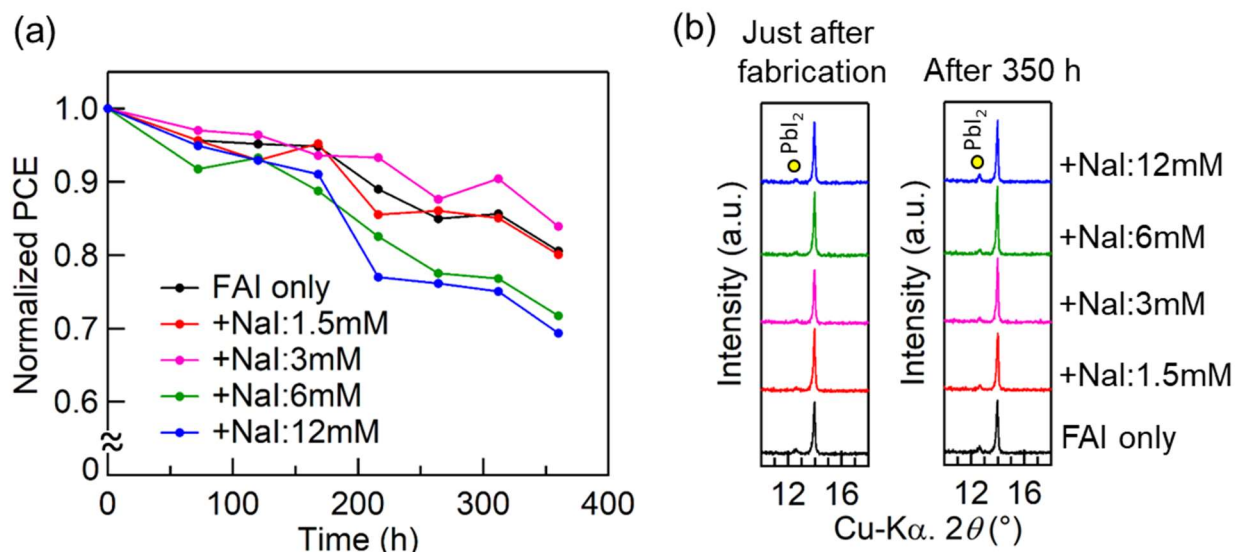 (a)
Normalized PCE
1.0
0.9
0.8
0.7
0.6
0
FAI only
+NaI:1.5mM
+NaI:3mM
+NaI:6mM
+NaI:12mM
0 100 200 300 400
Time (h)
(b)
Just after
fabrication
After 350 h
PbI₂
PbI₂
Intensity (a.u.)
Intensity (a.u.)
+NaI:12mM
+NaI:6mM
+NaI:3mM
+NaI:1.5mM
FAI only
12 16
12 16
Cu-Kα. 2θ (°)